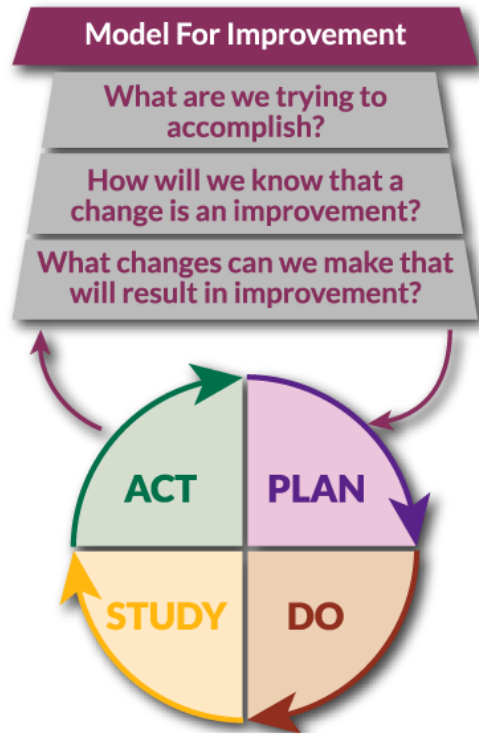 Model For Improvement
What are we trying to
accomplish?
How will we know that a
change is an improvement?
What changes can we make that
will result in improvement?
ACT
PLAN
STUDY
DO